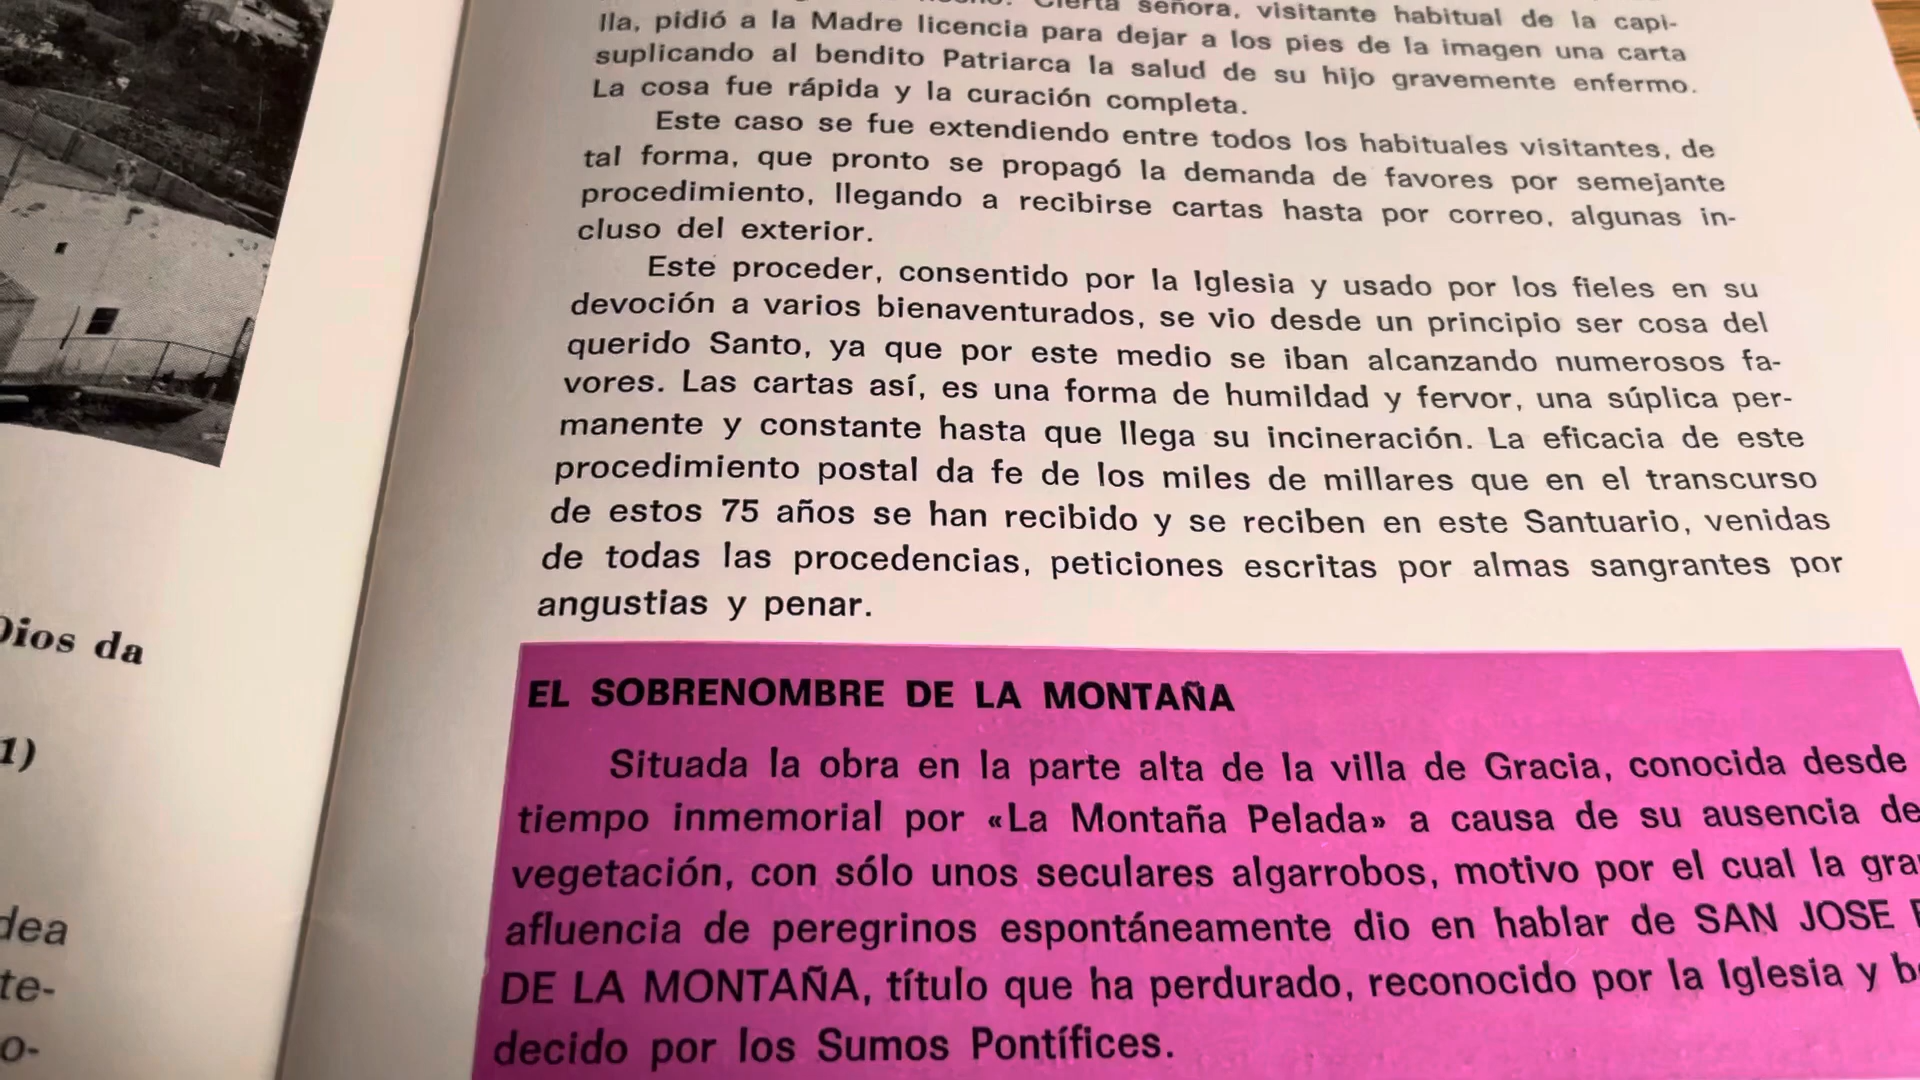 Dios da
1)
dea
te-
o-
Cierta señora, visitante habitual de la capi-
lla, pidió a la Madre licencia para dejar a los pies de la imagen una carta
suplicando al bendito Patriarca la salud de su hijo gravemente enfermo.
La cosa fue rápida y la curación completa.
Este caso se fue extendiendo entre todos los habituales visitantes, de
tal forma, que pronto se propagó la demanda de favores por semejante
procedimiento, llegando a recibirse cartas hasta por correo, algunas in-
cluso del exterior.
Este proceder, consentido por la Iglesia y usado por los fieles en su
devoción a varios bienaventurados, se vio desde un principio ser cosa del
querido Santo, ya que por este medio se iban alcanzando numerosos fa-
vores. Las cartas así, es una forma de humildad y fervor, una súplica per-
manente y constante hasta que llega su incineración. La eficacia de este
procedimiento postal da fe de los miles de millares que en el transcurso
de estos 75 años se han recibido y se reciben en este Santuario, venidas
de todas las procedencias, peticiones escritas por almas sangrantes por
angustias y penar.
EL SOBRENOMBRE DE LA MONTAÑA
Situada la obra en la parte alta de la villa de Gracia, conocida desde
tiempo inmemorial por «La Montaña Pelada» a causa de su ausencia de
vegetación, con sólo unos seculares algarrobos, motivo por el cual la gra
afluencia de peregrinos espontáneamente dio en hablar de SAN JOSE
DE LA MONTAÑA, título que ha perdurado, reconocido por la Iglesia y b
decido por los Sumos Pontífices.